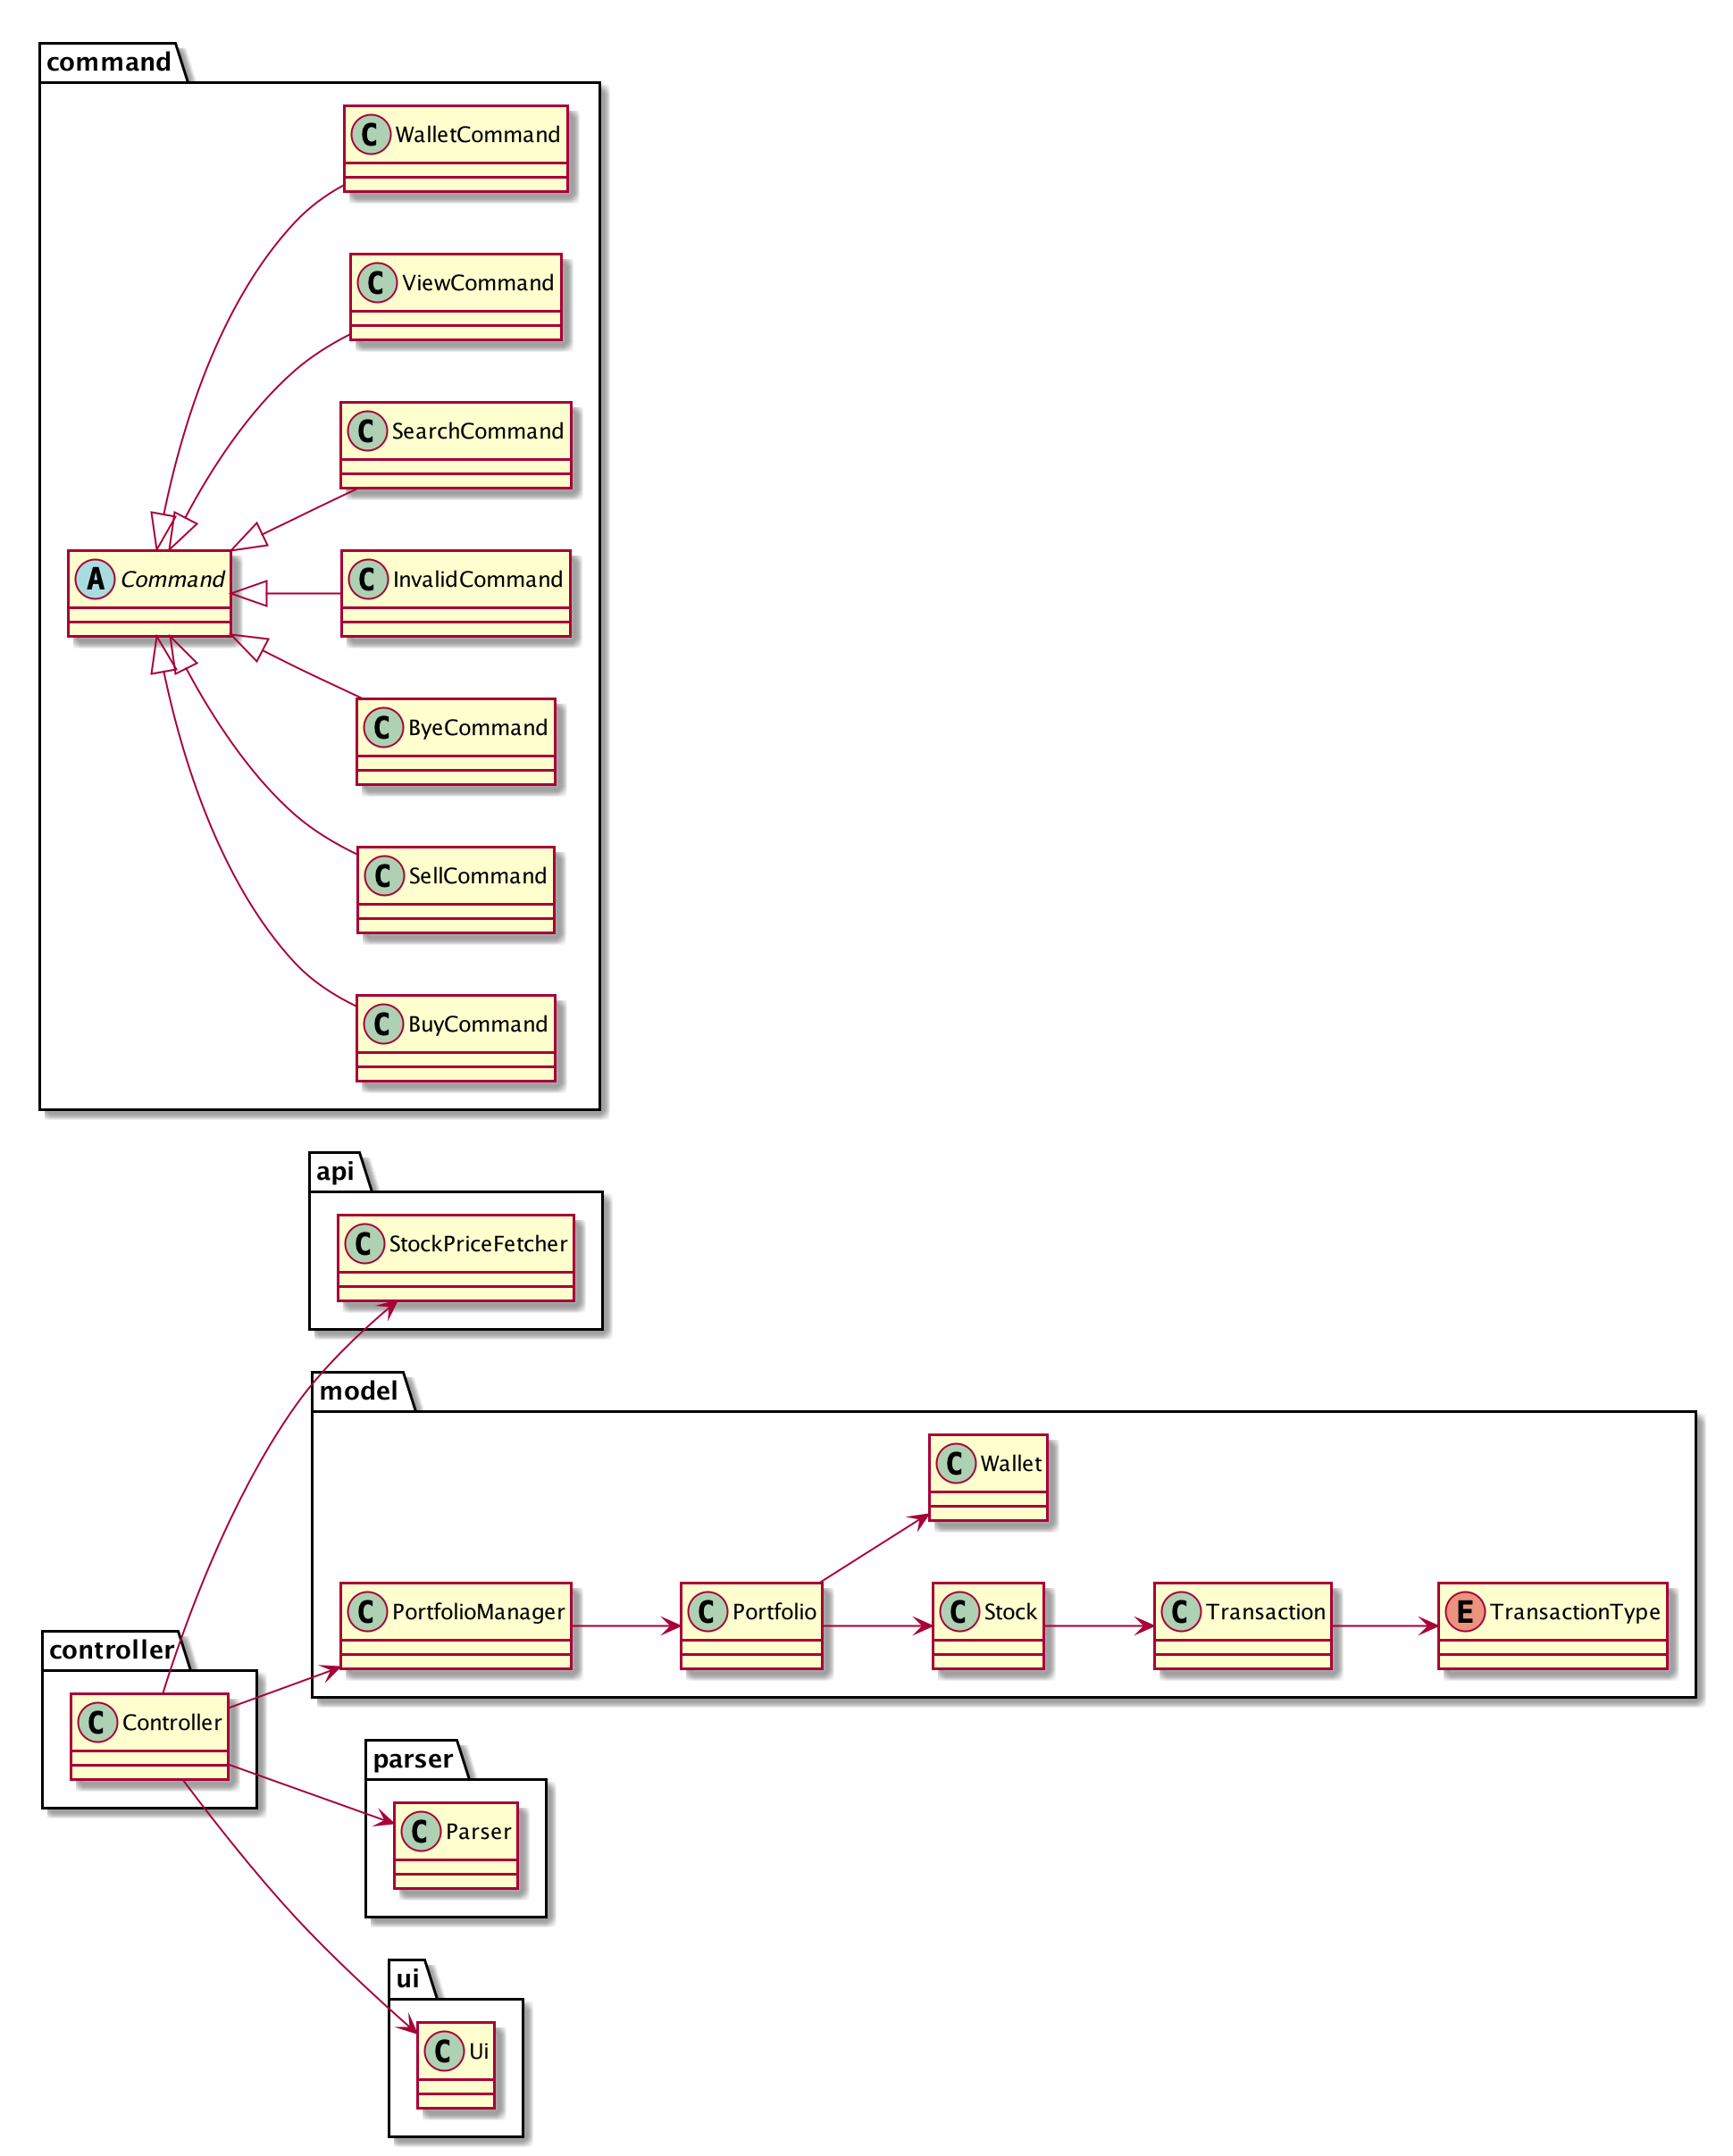 command
C WalletCommand
C ViewCommand
C SearchCommand
A Command
C InvalidCommand
C ByeCommand
C SellCommand
C BuyCommand
api
C StockPriceFetcher
model
C Wallet
C PortfolioManager
C Portfolio
C Stock
C Transaction
E TransactionType
controller
C Controller
parser
C Parser
ui
C Ui